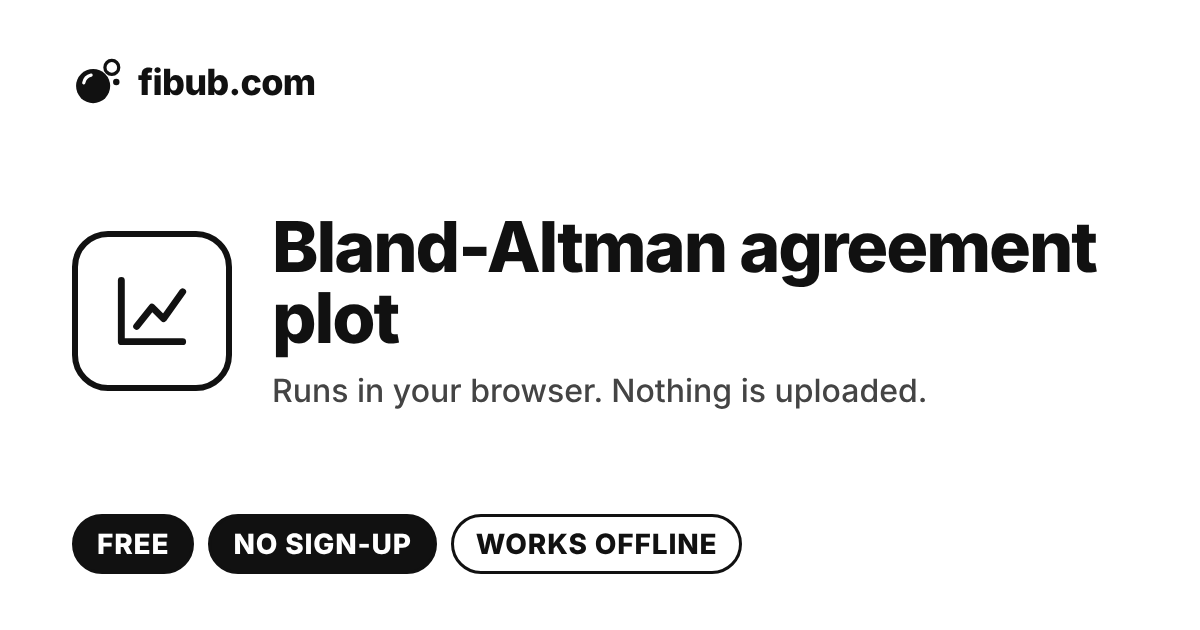 fibub.com
Bland-Altman agreement
plot
Runs in your browser. Nothing is uploaded.
FREE
NO SIGN-UP
WORKS OFFLINE